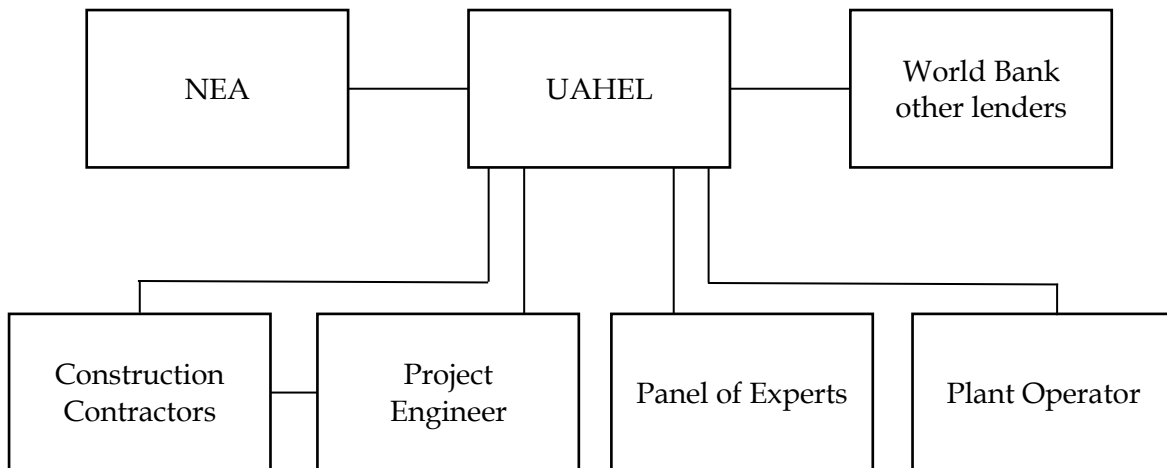 NEA
UAHEL
World Bank
other lenders
Construction
Contractors
Project
Engineer
Panel of Experts
Plant Operator